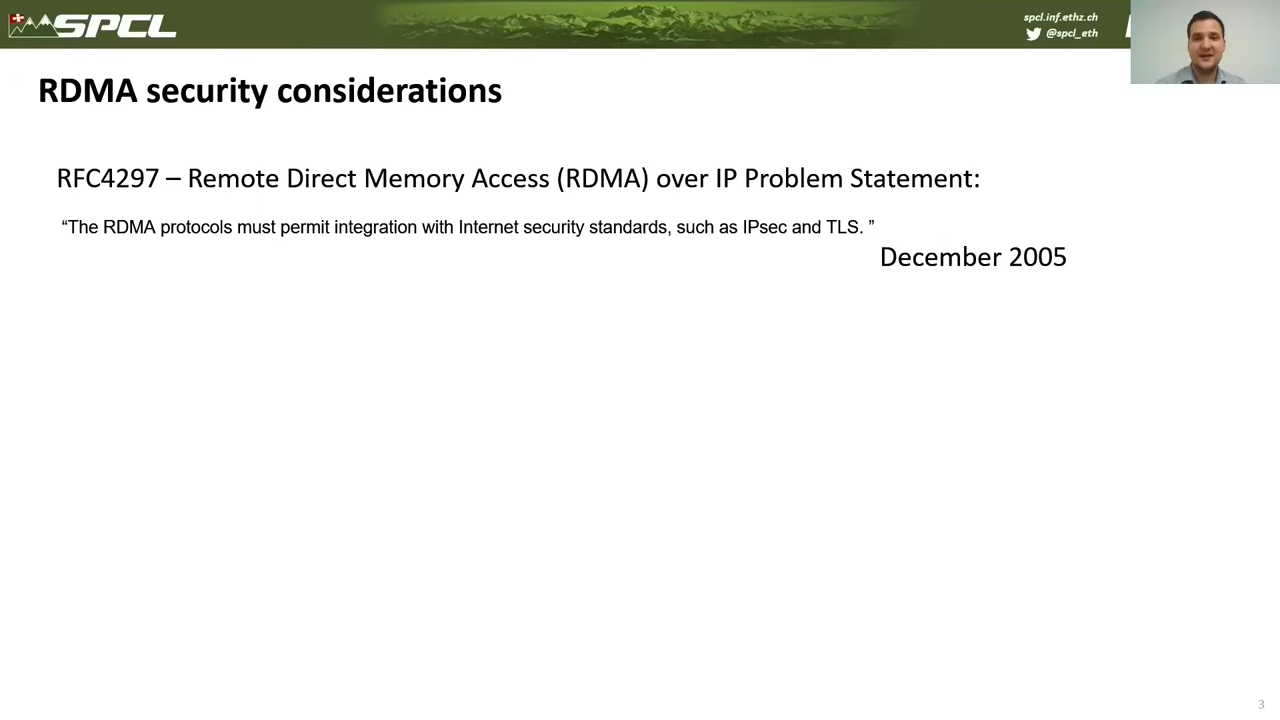 SPCL
spcl.inf.ethz.ch
@spcl_eth
RDMA security considerations
RFC4297 – Remote Direct Memory Access (RDMA) over IP Problem Statement:
“The RDMA protocols must permit integration with Internet security standards, such as IPsec and TLS. ”
December 2005
3